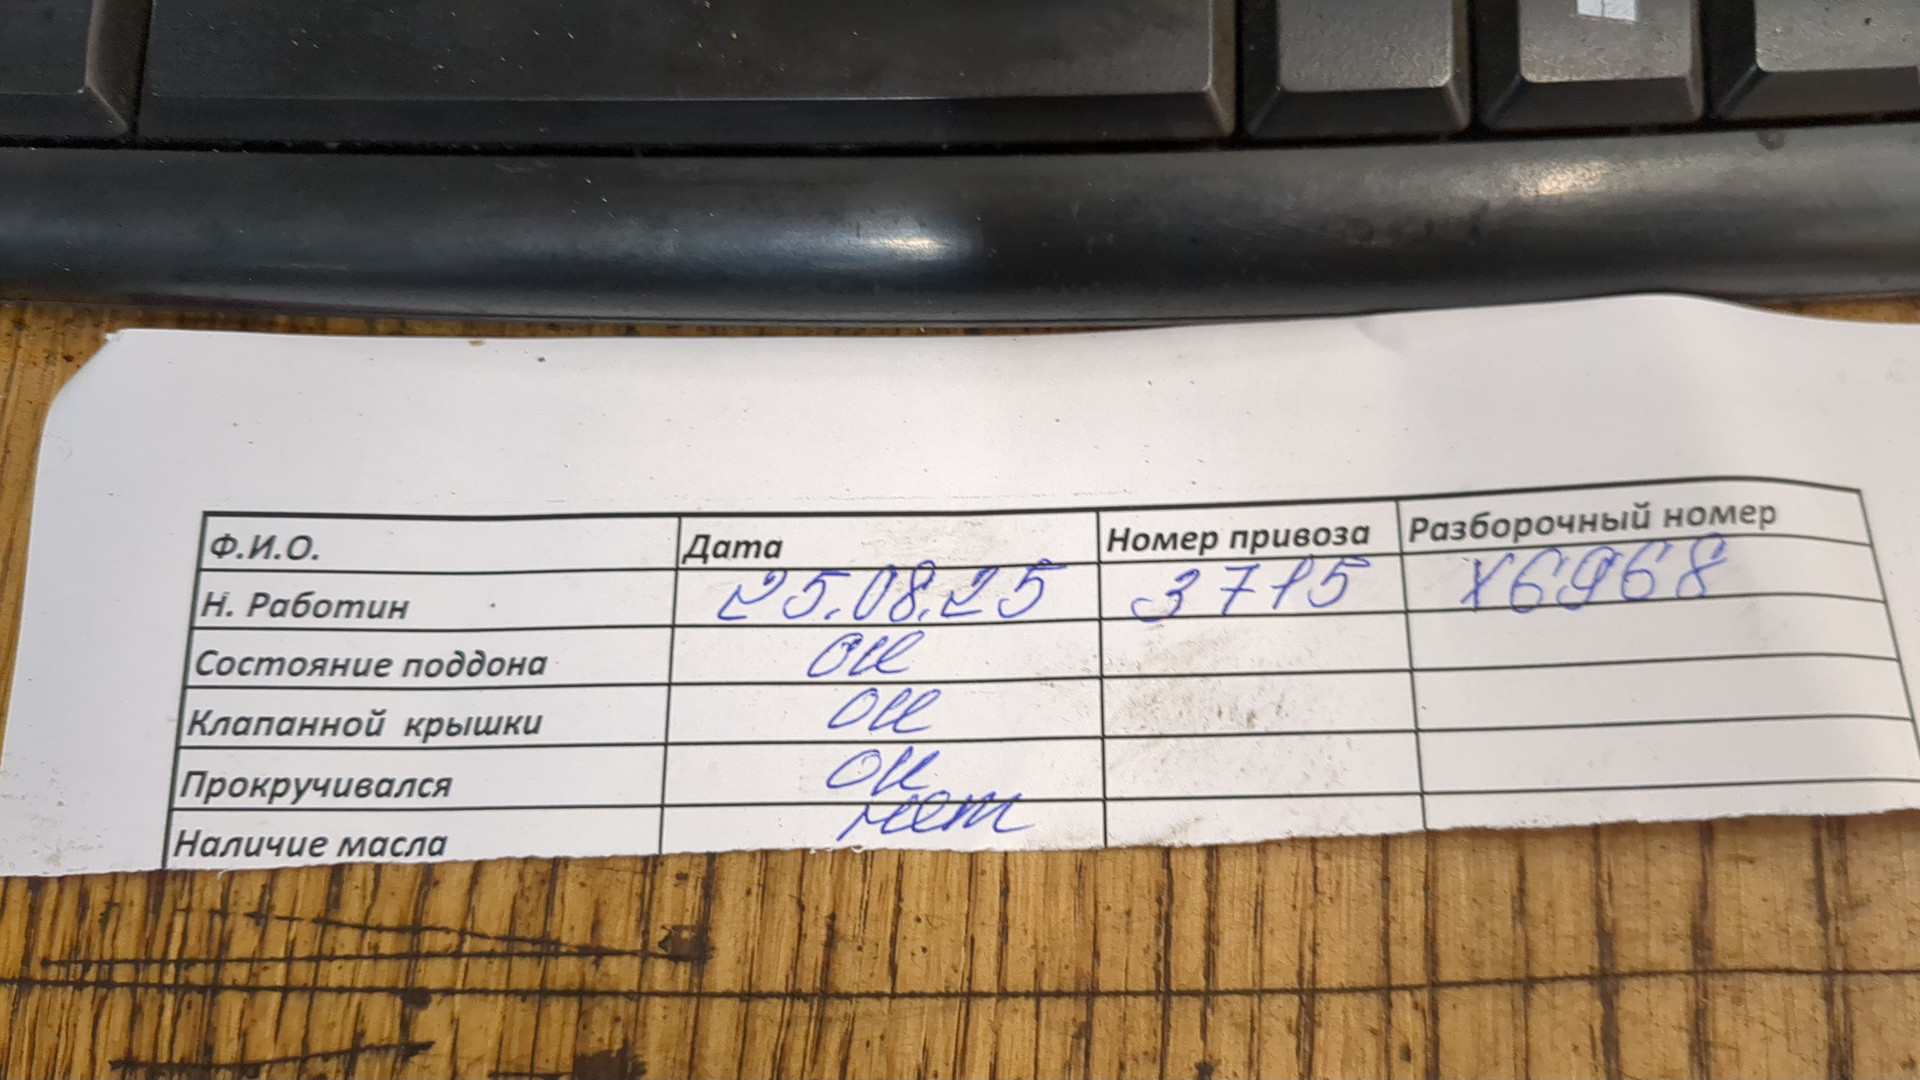 Ф.И.О. Дата Номер привоза Разборочный номер
Н. Работин 25.08.25 3715 х6968
Состояние поддона ок
Клапанной крышки ок
Прокручивался ок
Наличие масла нет